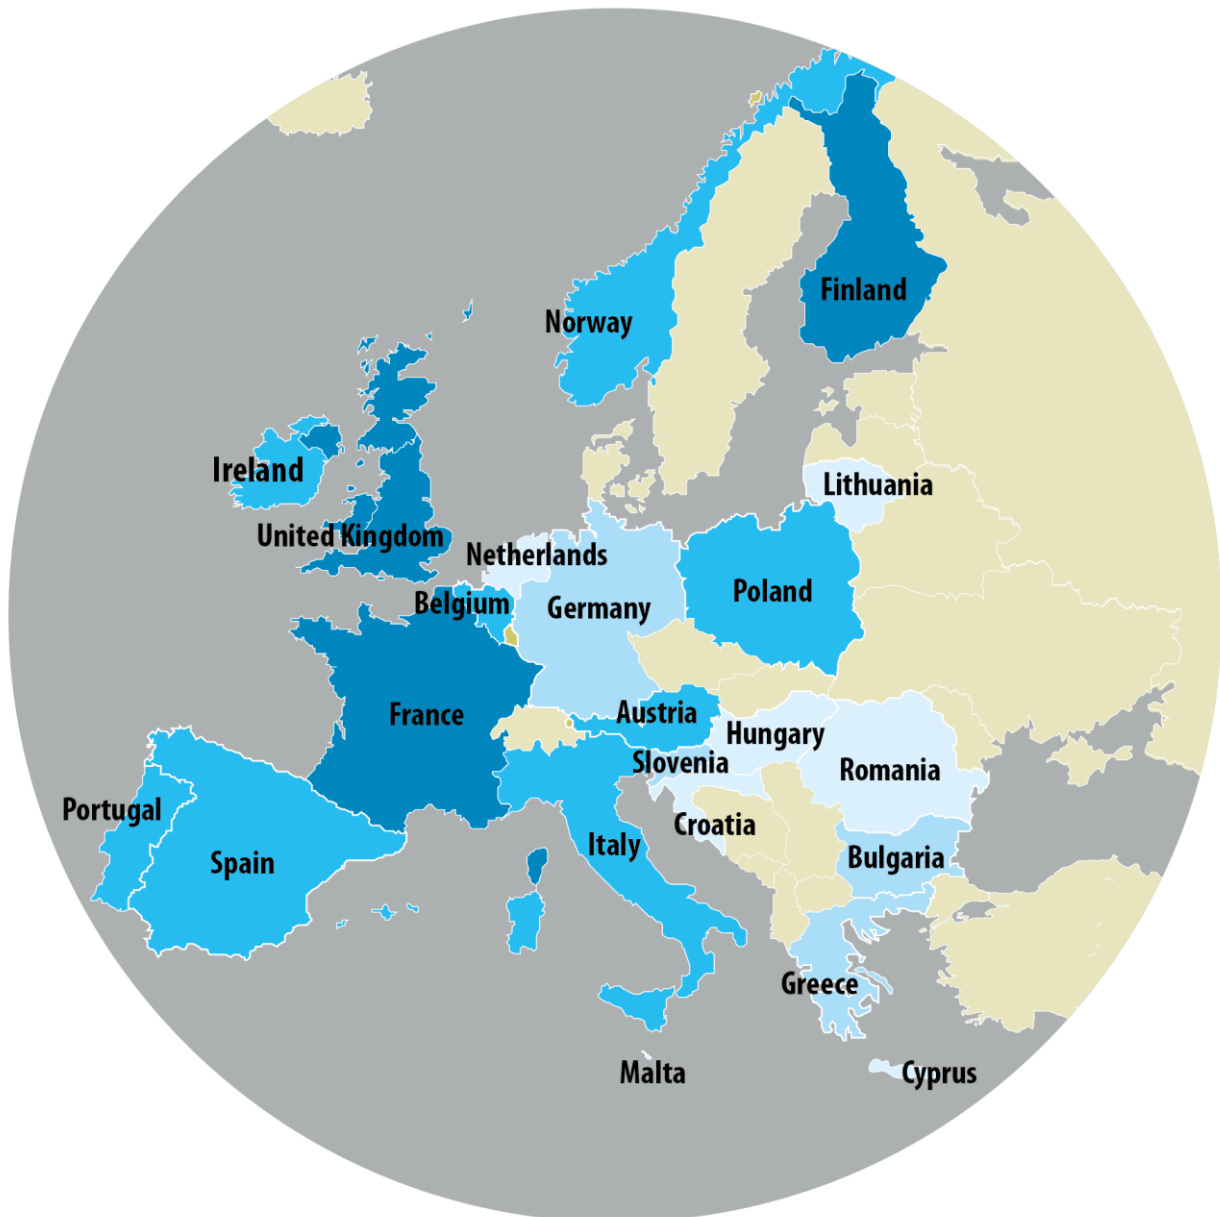 Finland
Norway
Ireland
Lithuania
United Kingdom
Netherlands
Belgium
Germany
Poland
France
Austria
Hungary
Slovenia
Romania
Portugal
Croatia
Spain
Italy
Bulgaria
Greece
Malta
Cyprus